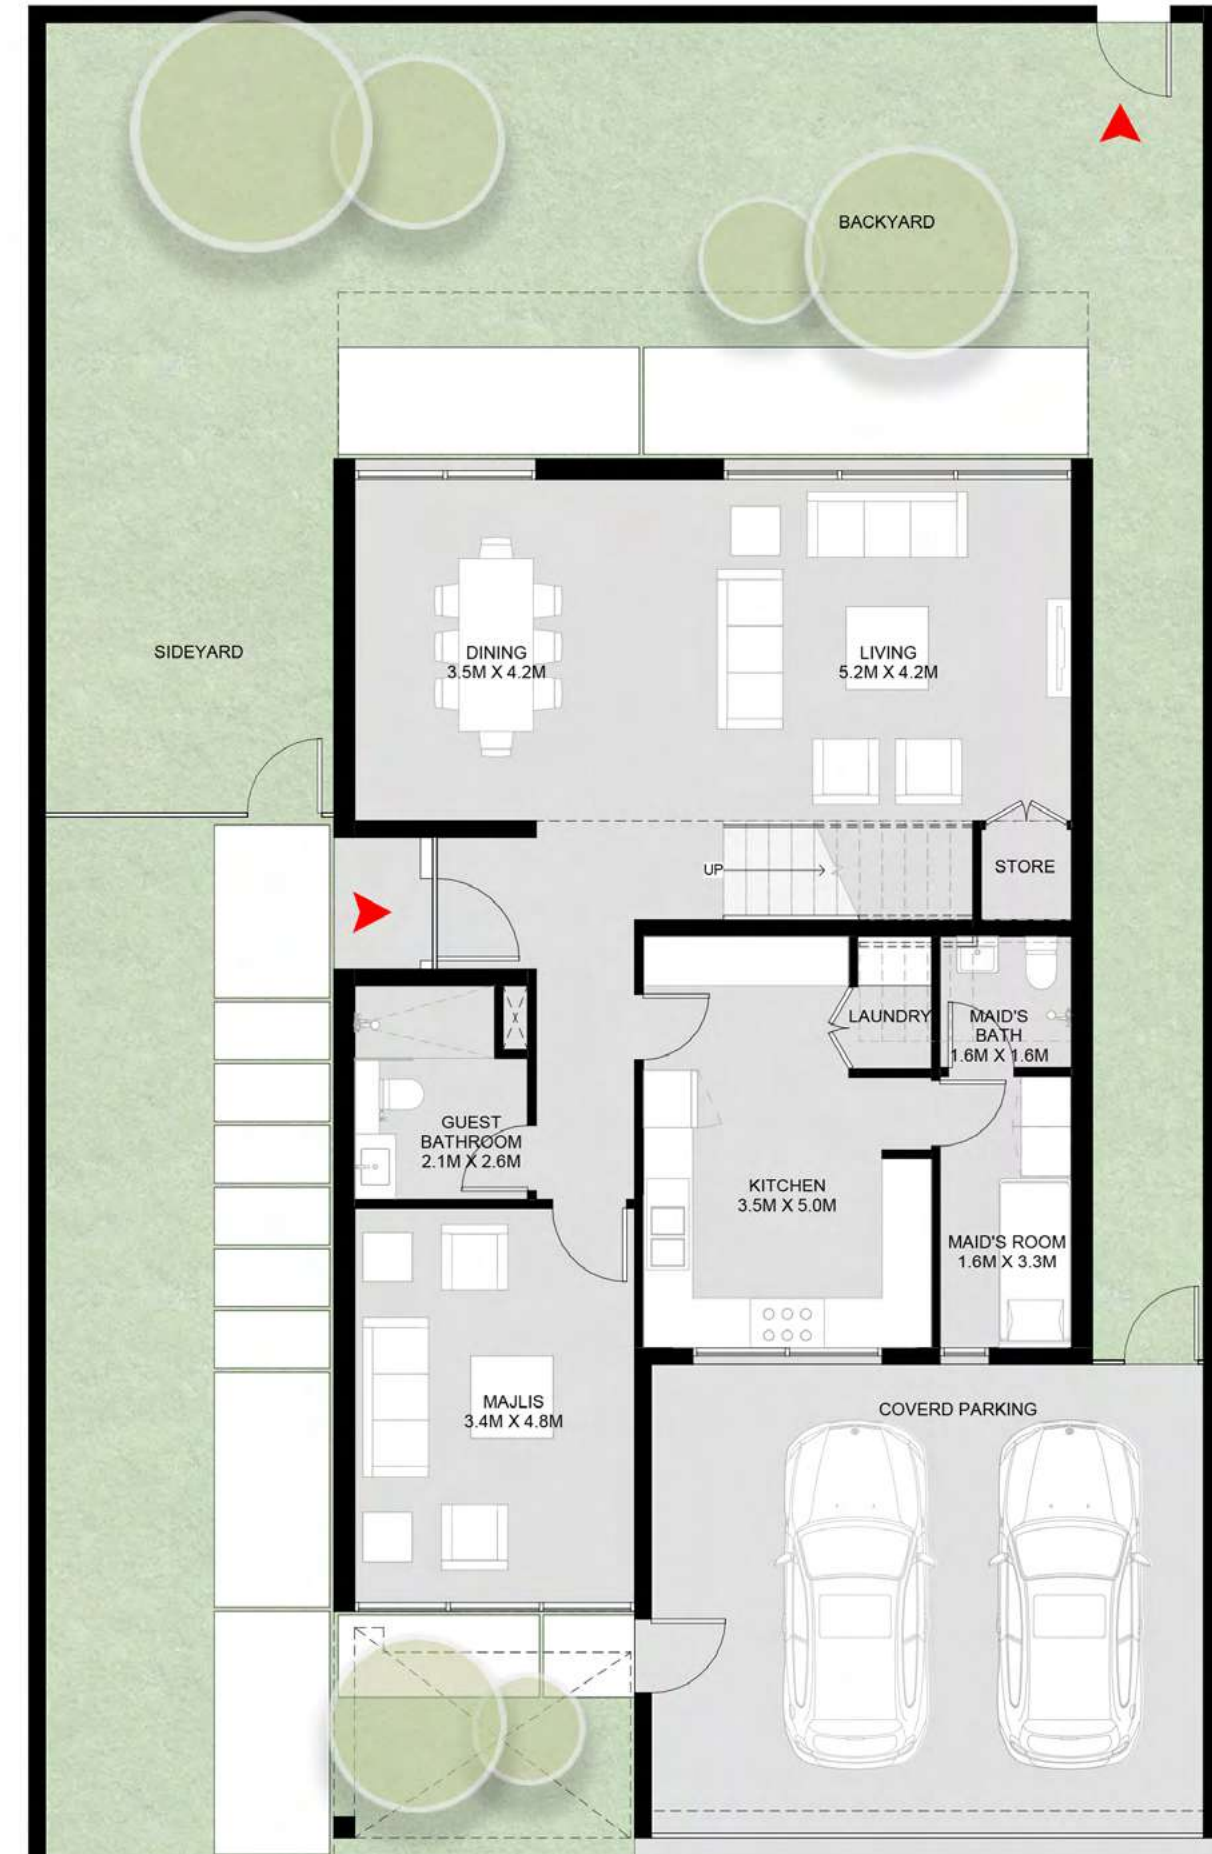 BACKYARD
SIDEYARD
DINING
3.5M X 4.2M
LIVING
5.2M X 4.2M
UP
STORE
LAUNDRY
MAID'S
BATH
1.6M X 1.6M
GUEST
BATHROOM
2.1M X 2.6M
KITCHEN
3.5M X 5.0M
MAID'S ROOM
1.6M X 3.3M
MAJLIS
3.4M X 4.8M
COVERD PARKING